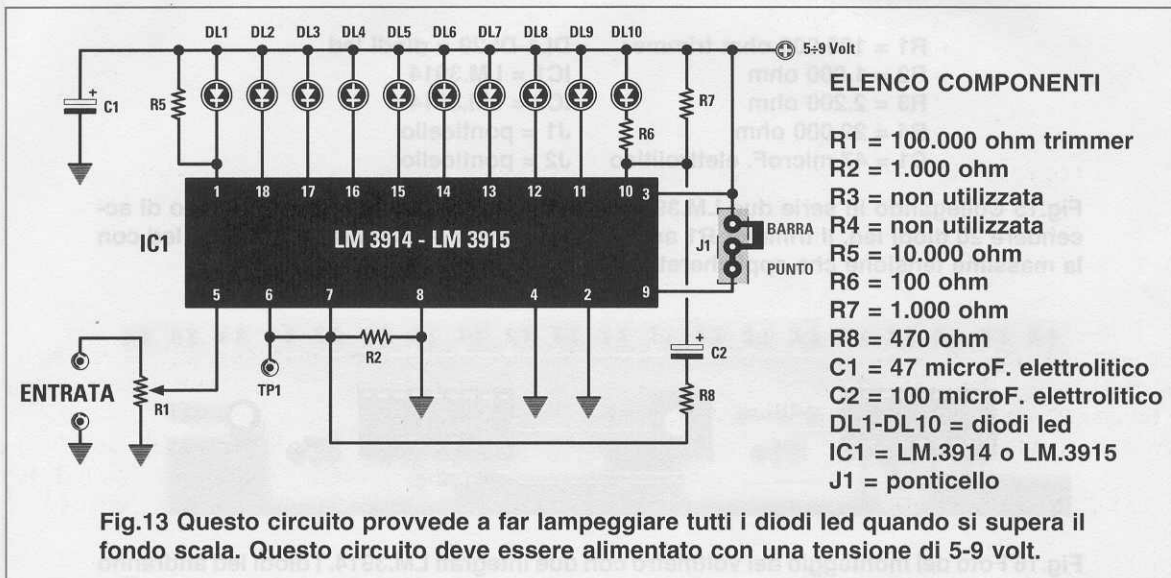 DL1 DL2 DL3 DL4 DL5 DL6 DL7 DL8 DL9 DL10
5÷9 Volt
C1
R5
R6
R7
1 18 17 16 15 14 13 12 11 10 3
IC1
LM 3914 - LM 3915
J1
BARRA
PUNTO
5 6 7 8 4 2 9
R2
C2
R8
ENTRATA
R1
TP1
ELENCO COMPONENTI
R1 = 100.000 ohm trimmer
R2 = 1.000 ohm
R3 = non utilizzata
R4 = non utilizzata
R5 = 10.000 ohm
R6 = 100 ohm
R7 = 1.000 ohm
R8 = 470 ohm
C1 = 47 microF. elettrolitico
C2 = 100 microF. elettrolitico
DL1-DL10 = diodi led
IC1 = LM.3914 o LM.3915
J1 = ponticello
Fig.13 Questo circuito provvede a far lampeggiare tutti i diodi led quando si supera il
fondo scala. Questo circuito deve essere alimentato con una tensione di 5-9 volt.